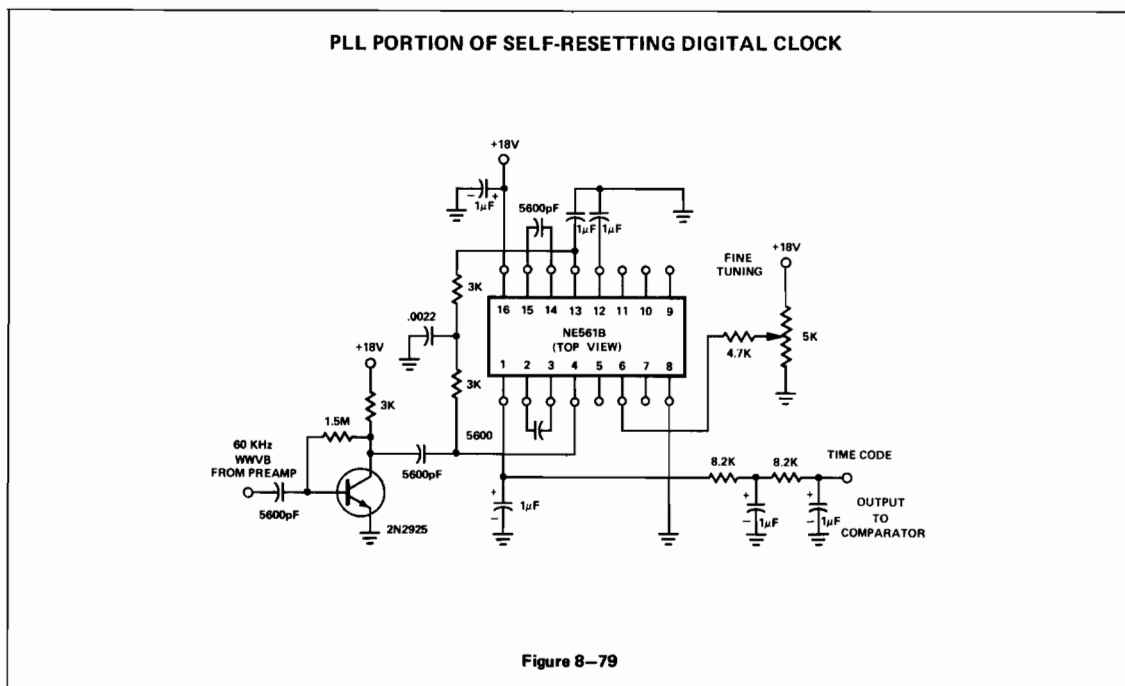 PLL PORTION OF SELF-RESETTING DIGITAL CLOCK
+18V
− +
1μF
5600pF
1μF
1μF
FINE
TUNING
+18V
3K
16 15 14 13 12 11 10 9
.0022
NE561B
(TOP VIEW)
5K
4.7K
+18V
1 2 3 4 5 6 7 8
3K
3K
1.5M
5600
60 KHz
WWVB
FROM PREAMP
5600pF
8.2K
8.2K
TIME CODE
5600pF
+
−
1μF
+
−
1μF
+
−
1μF
OUTPUT
TO
COMPARATOR
2N2925
Figure 8–79